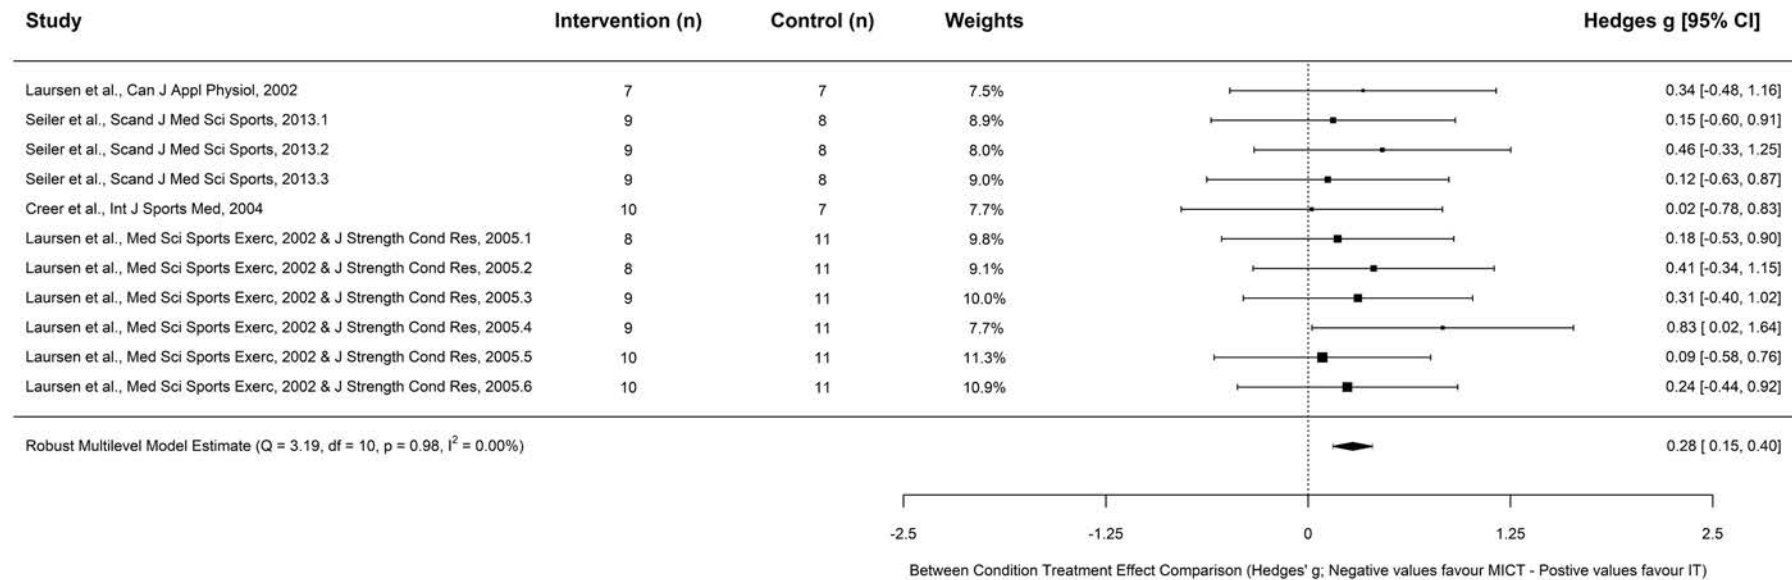 Study Intervention (n) Control (n) Weights Hedges g [95% CI]
Laursen et al., Can J Appl Physiol, 2002 7 7 7.5% 0.34 [-0.48, 1.16]
Seiler et al., Scand J Med Sci Sports, 2013.1 9 8 8.9% 0.15 [-0.60, 0.91]
Seiler et al., Scand J Med Sci Sports, 2013.2 9 8 8.0% 0.46 [-0.33, 1.25]
Seiler et al., Scand J Med Sci Sports, 2013.3 9 8 9.0% 0.12 [-0.63, 0.87]
Creer et al., Int J Sports Med, 2004 10 7 7.7% 0.02 [-0.78, 0.83]
Laursen et al., Med Sci Sports Exerc, 2002 & J Strength Cond Res, 2005.1 8 11 9.8% 0.18 [-0.53, 0.90]
Laursen et al., Med Sci Sports Exerc, 2002 & J Strength Cond Res, 2005.2 8 11 9.1% 0.41 [-0.34, 1.15]
Laursen et al., Med Sci Sports Exerc, 2002 & J Strength Cond Res, 2005.3 9 11 10.0% 0.31 [-0.40, 1.02]
Laursen et al., Med Sci Sports Exerc, 2002 & J Strength Cond Res, 2005.4 9 11 7.7% 0.83 [ 0.02, 1.64]
Laursen et al., Med Sci Sports Exerc, 2002 & J Strength Cond Res, 2005.5 10 11 11.3% 0.09 [-0.58, 0.76]
Laursen et al., Med Sci Sports Exerc, 2002 & J Strength Cond Res, 2005.6 10 11 10.9% 0.24 [-0.44, 0.92]
Robust Multilevel Model Estimate (Q = 3.19, df = 10, p = 0.98, I² = 0.00%) 0.28 [ 0.15, 0.40]
-2.5 -1.25 0 1.25 2.5
Between Condition Treatment Effect Comparison (Hedges' g; Negative values favour MICT - Postive values favour IT)